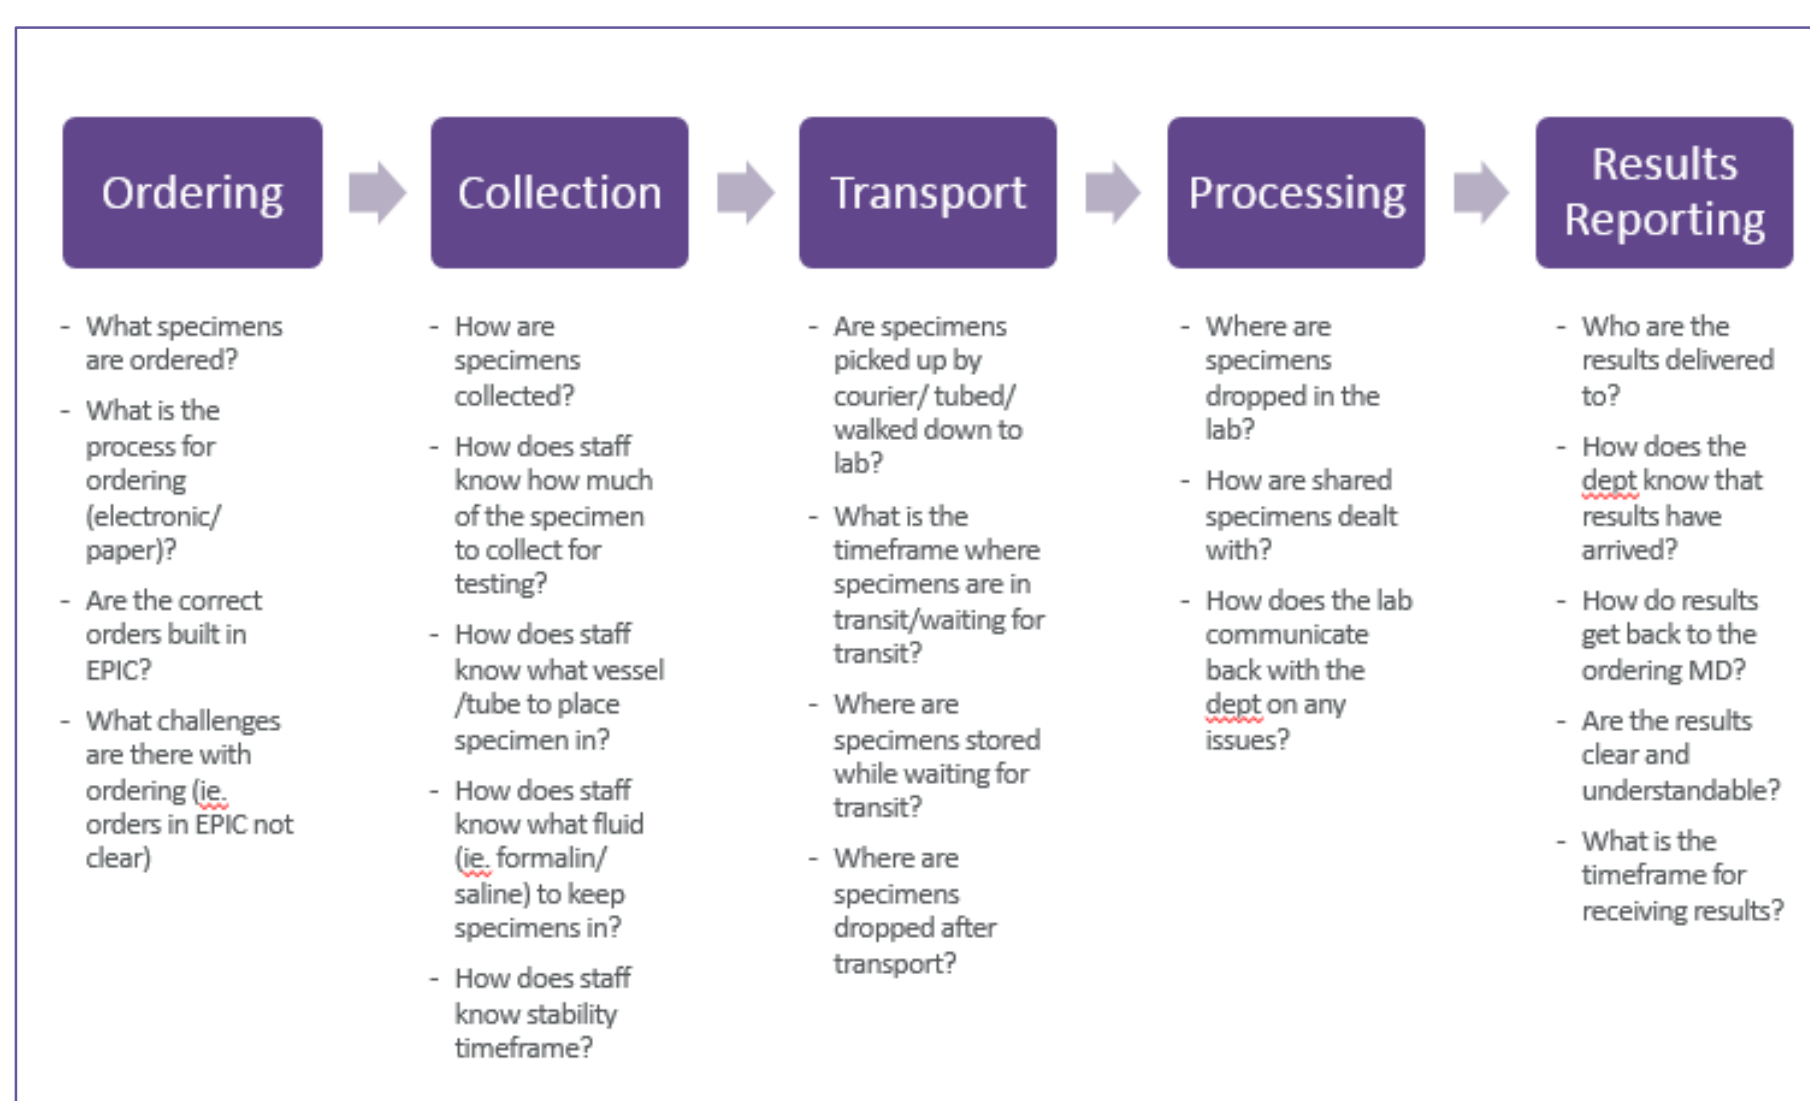 Ordering
- What specimens
are ordered?
- What is the
process for
ordering
(electronic/
paper)?
- Are the correct
orders built in
EPIC?
- What challenges
are there with
ordering (ie.
orders in EPIC not
clear)
Collection
- How are
specimens
collected?
- How does staff
know how much
of the specimen
to collect for
testing?
- How does staff
know what vessel
/tube to place
specimen in?
- How does staff
know what fluid
(ie. formalin/
saline) to keep
specimens in?
- How does staff
know stability
timeframe?
Transport
- Are specimens
picked up by
courier/ tubed/
walked down to
lab?
- What is the
timeframe where
specimens are in
transit/waiting for
transit?
- Where are
specimens stored
while waiting for
transit?
- Where are
specimens
dropped after
transport?
Processing
- Where are
specimens
dropped in the
lab?
- How are shared
specimens dealt
with?
- How does the lab
communicate
back with the
dept on any
issues?
Results
Reporting
- Who are the
results delivered
to?
- How does the
dept know that
results have
arrived?
- How do results
get back to the
ordering MD?
- Are the results
clear and
understandable?
- What is the
timeframe for
receiving results?